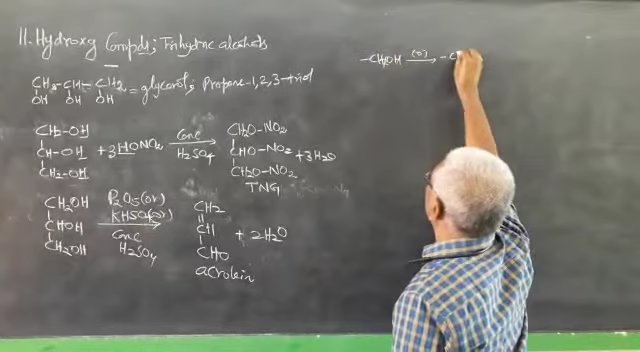 II. Hydroxy Compds; Trihydric alcohols
CH2-CH-CH2 = glycerol; Propane-1,2,3-triol
OH OH OH
CH2-OH
CH-OH + 3HONO2 Conc H2SO4
CH2-OH
CH2O-NO2
CHO-NO2 + 3H2O
CH2O-NO2
TNG
CH2OH
CHOH
CH2OH
P2O5 (or)
KHSO4 (or)
Conc
H2SO4
CH2
CH + 2H2O
CHO
acrolein
-CH2OH (O) → -C